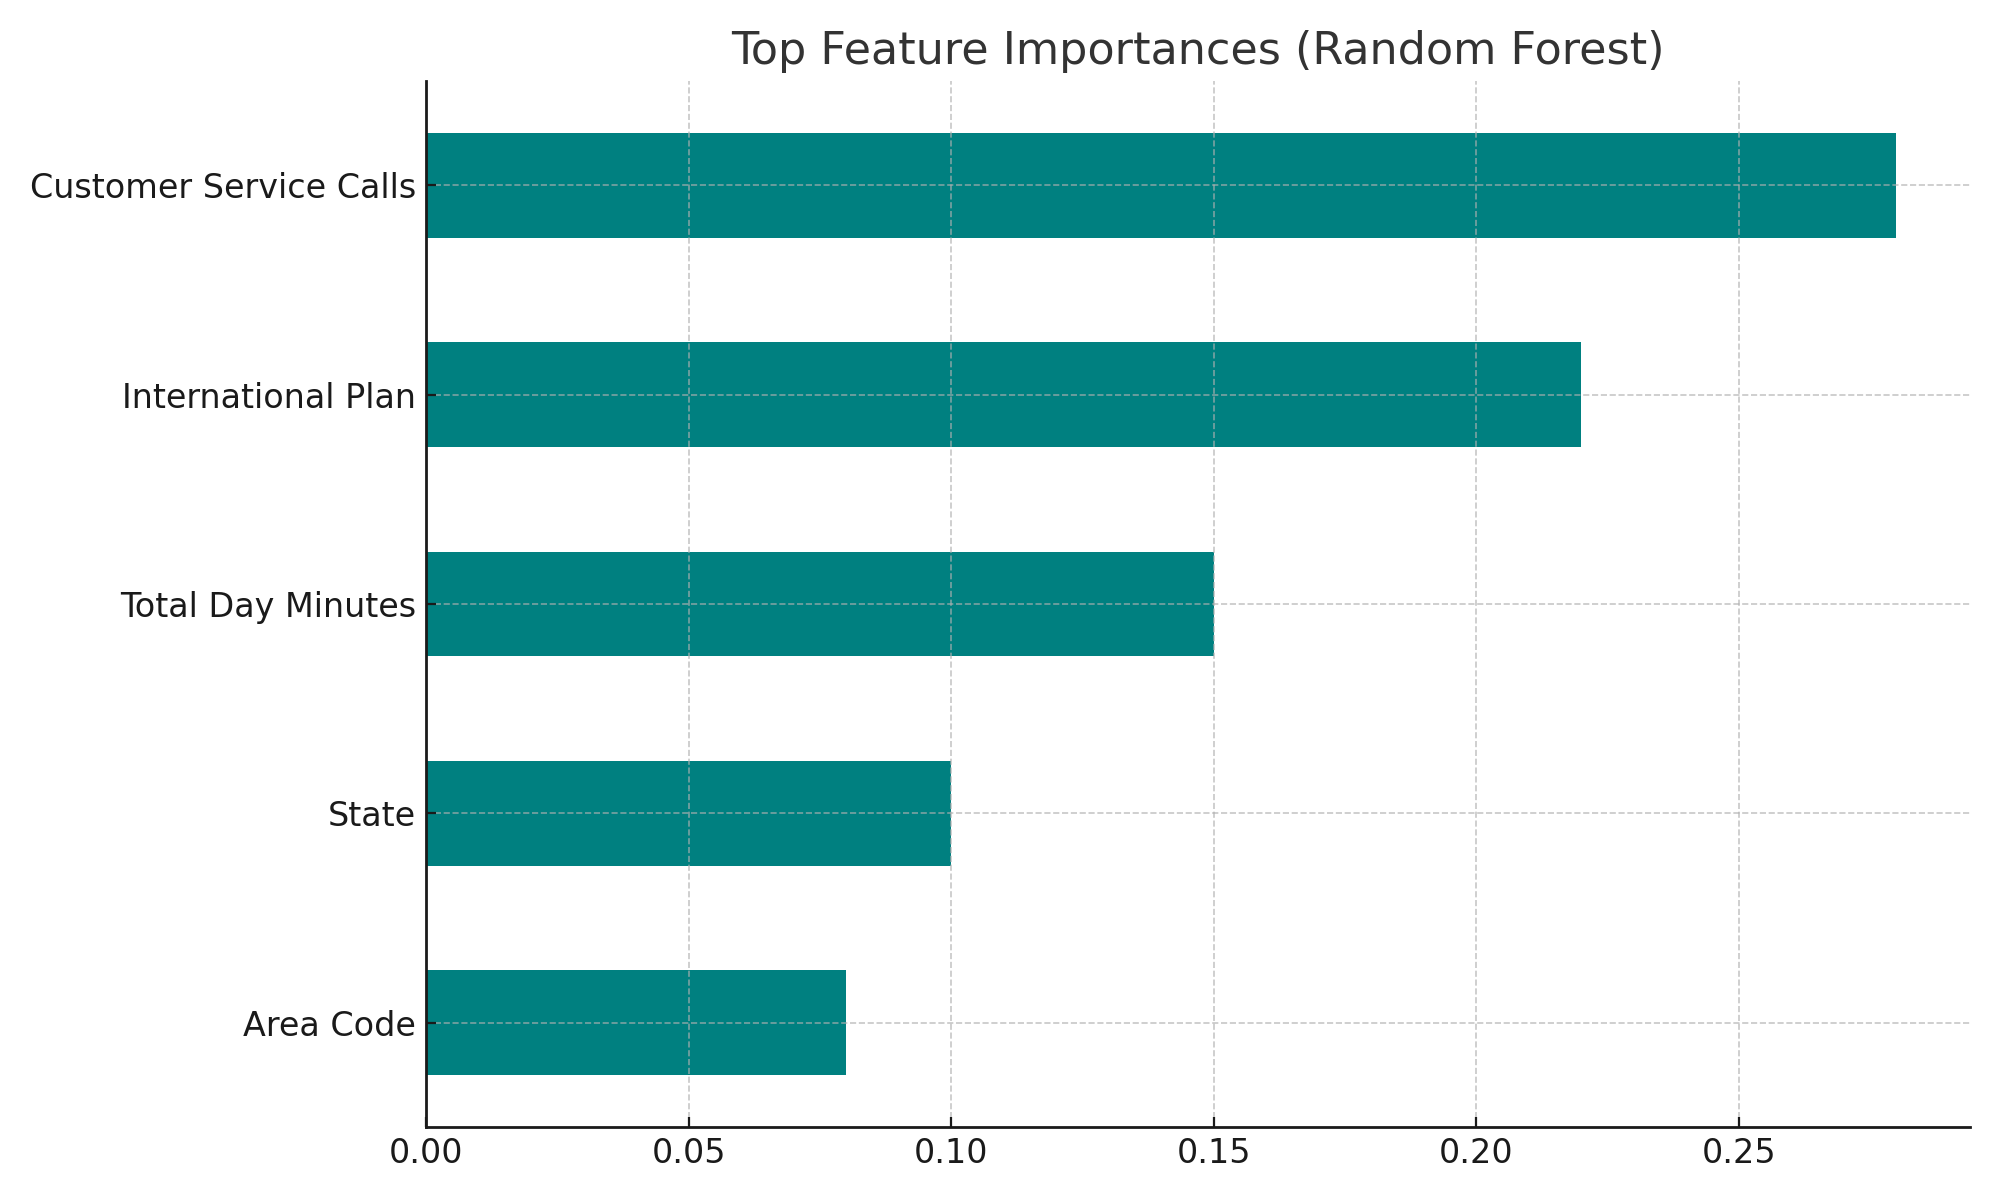 Top Feature Importances (Random Forest)
Customer Service Calls
International Plan
Total Day Minutes
State
Area Code
0.00 0.05 0.10 0.15 0.20 0.25